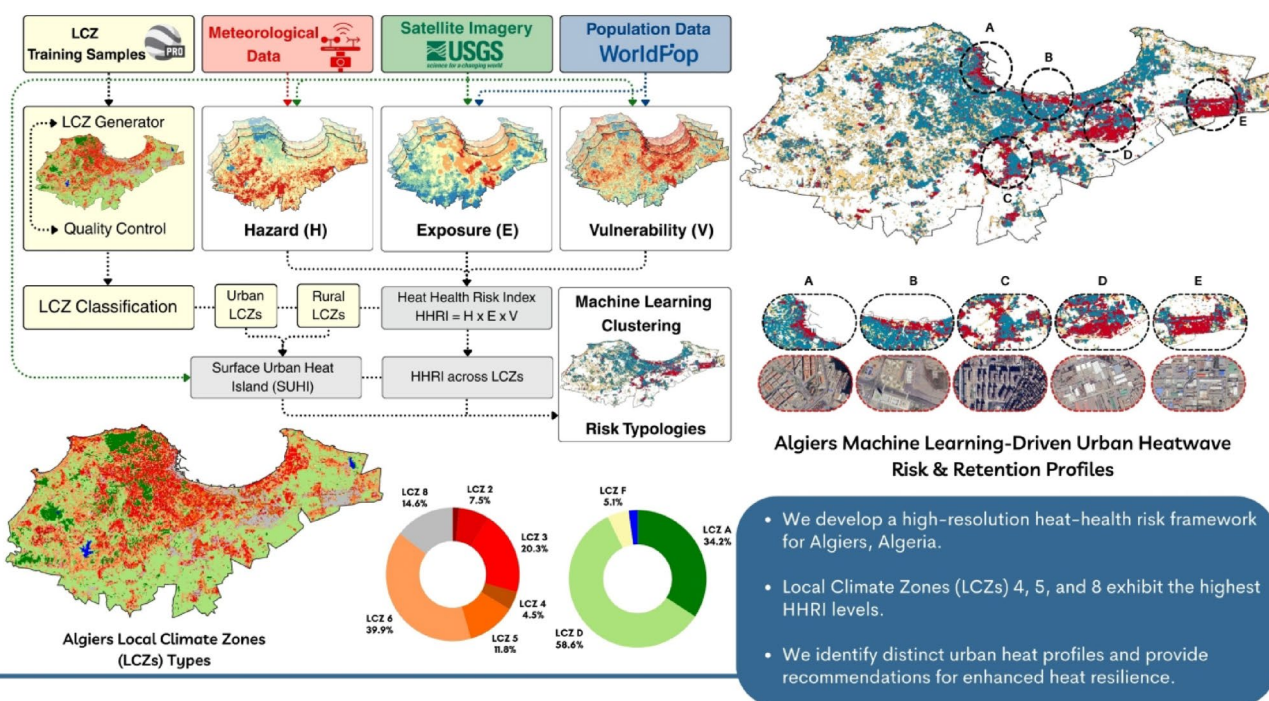 LCZ
Training Samples
PRO
Meteorological
Data
Satellite Imagery
USGS
science for a changing world
Population Data
WorldPop
LCZ Generator
Quality Control
Hazard (H)
Exposure (E)
Vulnerability (V)
LCZ Classification
Urban
LCZs
Rural
LCZs
Heat Health Risk Index
HHRI = H x E x V
Surface Urban Heat
Island (SUHI)
HHRI across LCZs
Machine Learning
Clustering
Risk Typologies
A
B
C
D
E
A
B
C
D
E
Algiers Machine Learning-Driven Urban Heatwave
Risk & Retention Profiles
Algiers Local Climate Zones
(LCZs) Types
LCZ 8
14.6%
LCZ 2
7.5%
LCZ 3
20.3%
LCZ 4
4.5%
LCZ 5
11.8%
LCZ 6
39.9%
LCZ F
5.1%
LCZ A
34.2%
LCZ D
58.6%
• We develop a high-resolution heat-health risk framework
for Algiers, Algeria.
• Local Climate Zones (LCZs) 4, 5, and 8 exhibit the highest
HHRI levels.
• We identify distinct urban heat profiles and provide
recommendations for enhanced heat resilience.